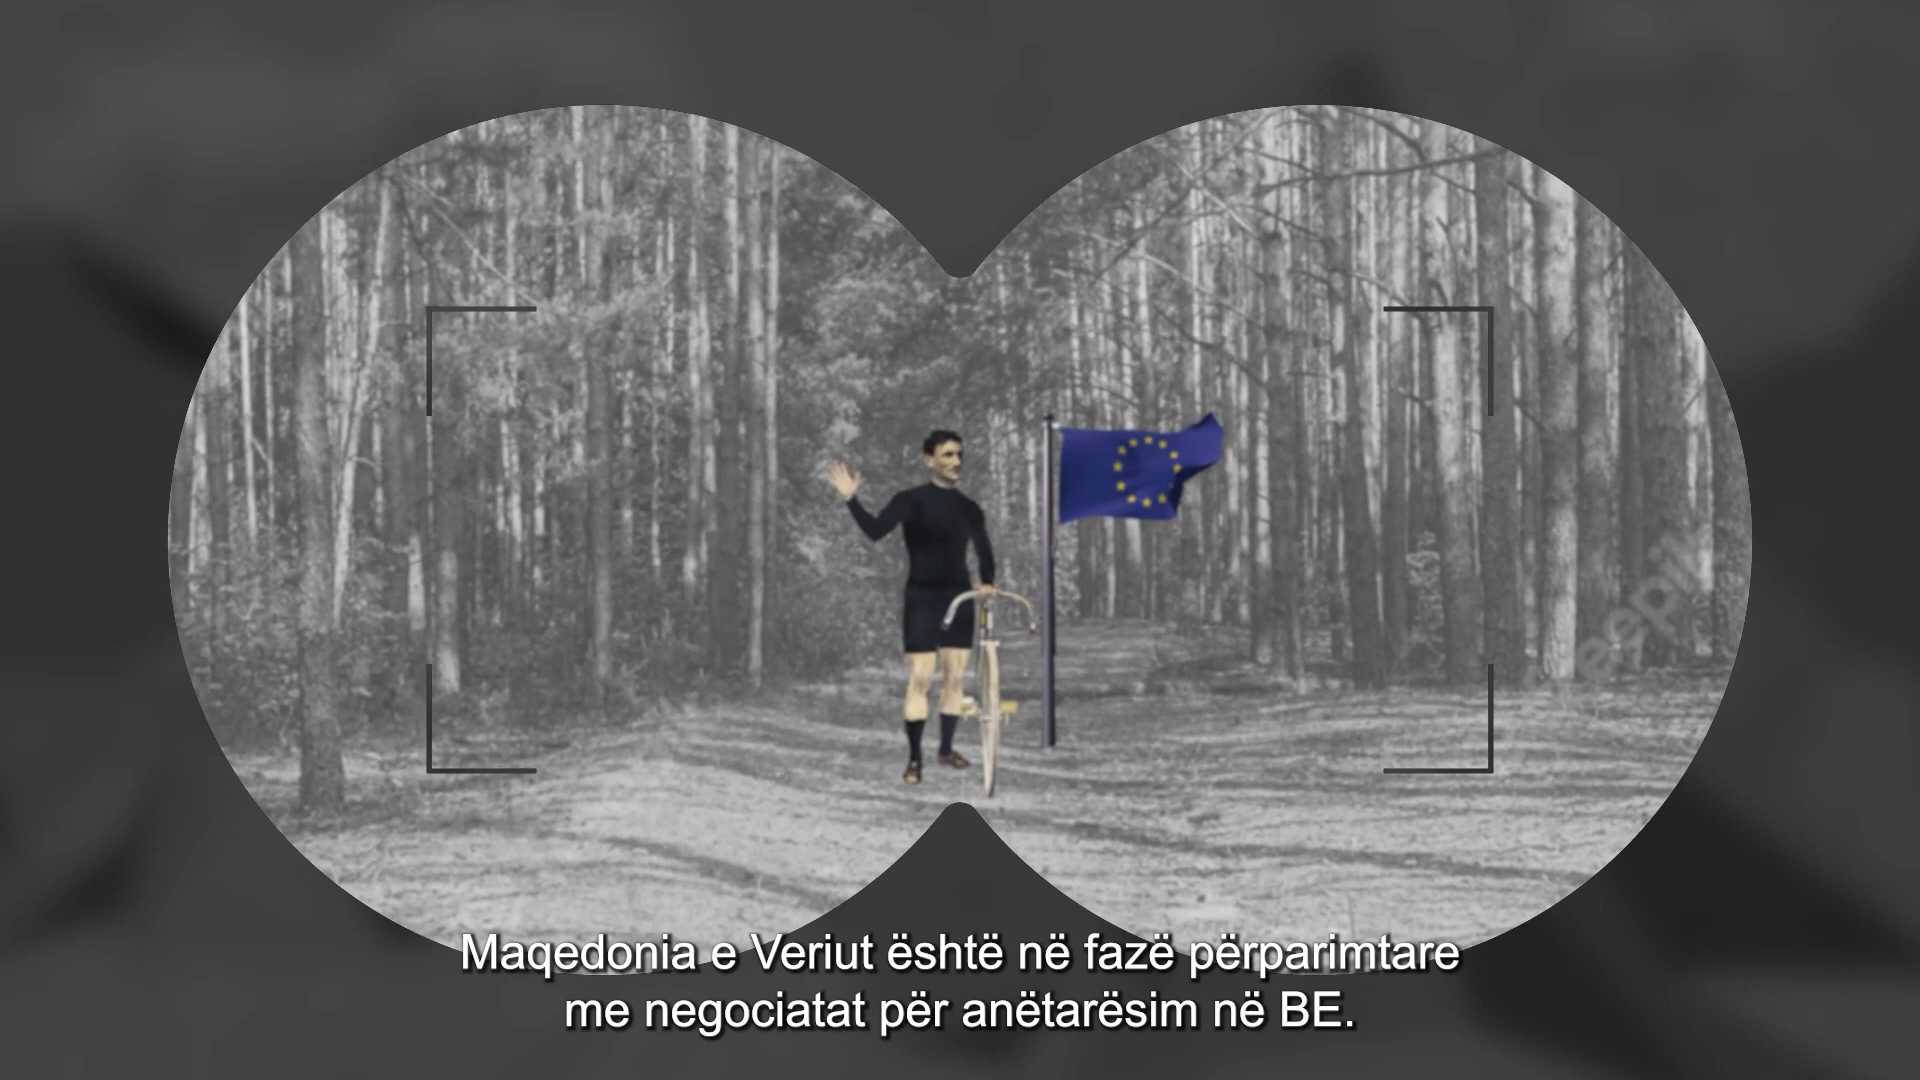 Maqedonia e Veriut është në fazë përparimtare
me negociatat për anëtarësim në BE.